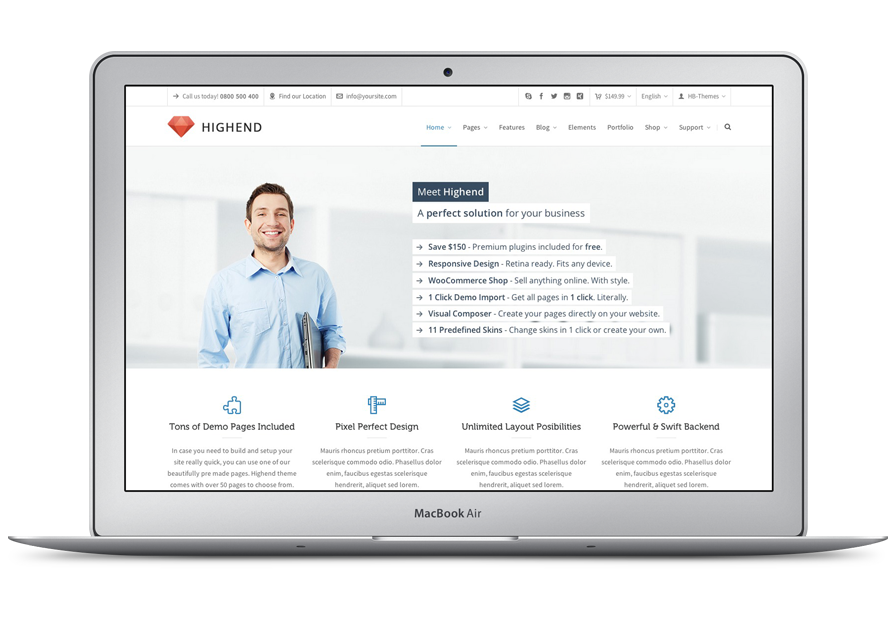 Call us today! 0800 500 400 Find our Location info@yoursite.com $149.99 English HB-Themes
HIGHEND Home Pages Features Blog Elements Portfolio Shop Support
Meet Highend
A perfect solution for your business
Save $150 - Premium plugins included for free.
Responsive Design - Retina ready. Fits any device.
WooCommerce Shop - Sell anything online. With style.
1 Click Demo Import - Get all pages in 1 click. Literally.
Visual Composer - Create your pages directly on your website.
11 Predefined Skins - Change skins in 1 click or create your own.
Tons of Demo Pages Included
In case you need to build and setup your
site really quick, you can use one of our
beautifully pre made pages. Highend theme
comes with over 50 pages to choose from.
Pixel Perfect Design
Mauris rhoncus pretium porttitor. Cras
scelerisque commodo odio. Phasellus dolor
enim, faucibus egestas scelerisque
hendrerit, aliquet sed lorem.
Unlimited Layout Posibilities
Mauris rhoncus pretium porttitor. Cras
scelerisque commodo odio. Phasellus dolor
enim, faucibus egestas scelerisque
hendrerit, aliquet sed lorem.
Powerful & Swift Backend
Mauris rhoncus pretium porttitor. Cras
scelerisque commodo odio. Phasellus dolor
enim, faucibus egestas scelerisque
hendrerit, aliquet sed lorem.
MacBook Air